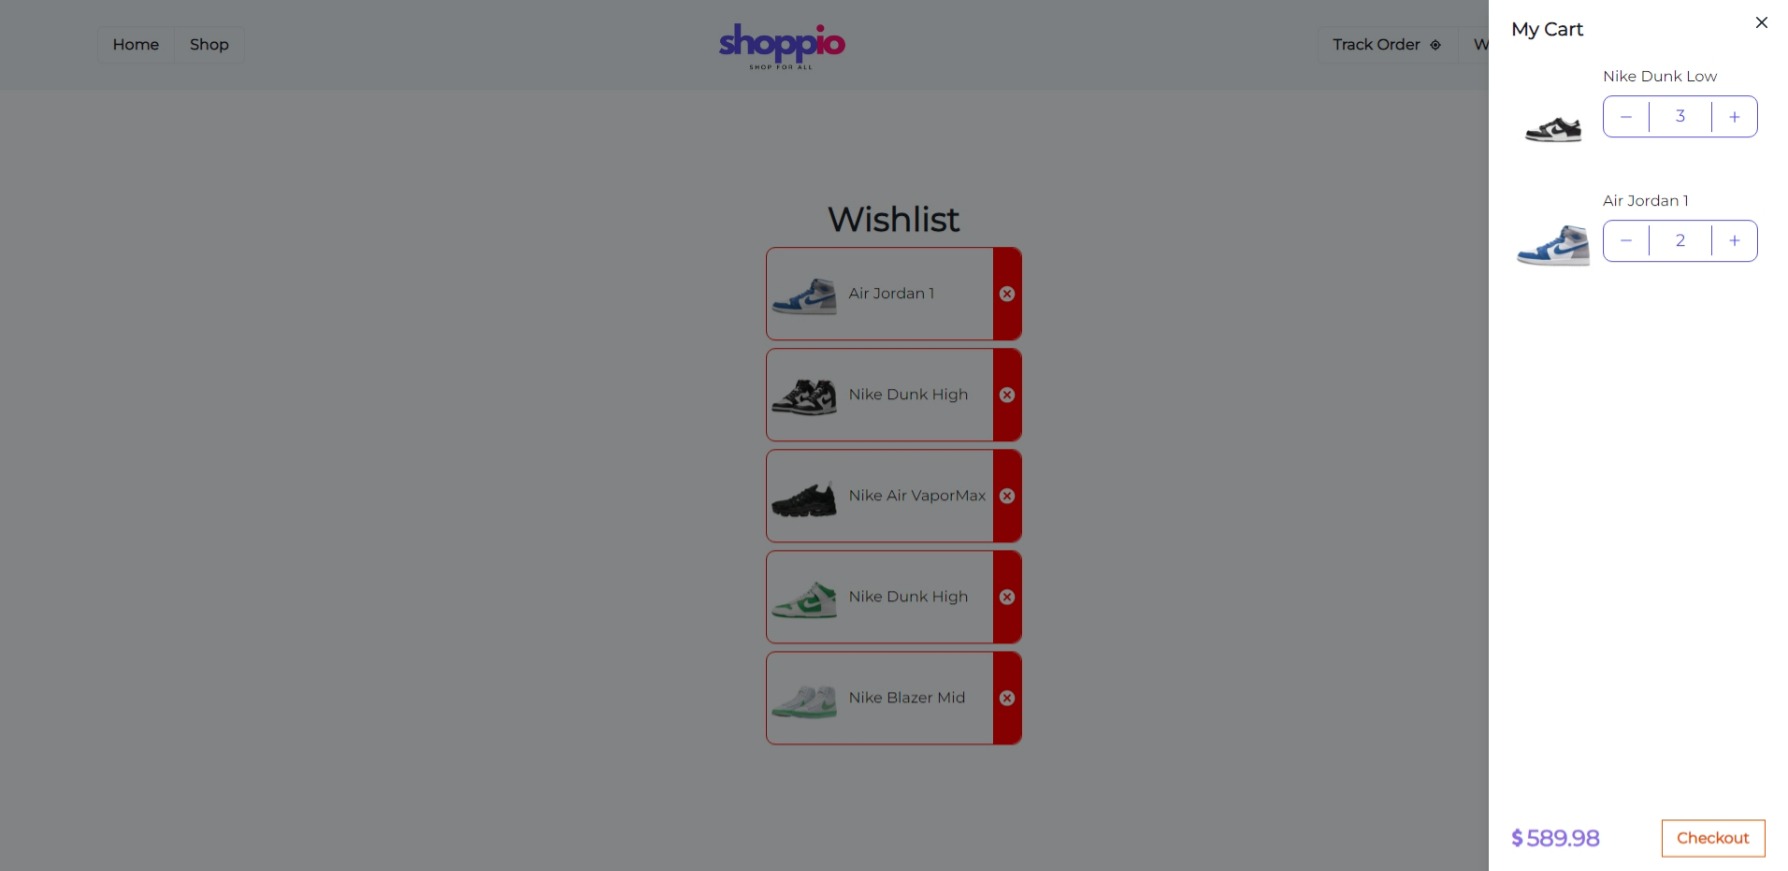 Home Shop
shoppio
SHOP FOR ALL
Track Order
Wishlist
Air Jordan 1
Nike Dunk High
Nike Air VaporMax
Nike Dunk High
Nike Blazer Mid
My Cart
Nike Dunk Low
− 3 +
Air Jordan 1
− 2 +
$ 589.98 Checkout